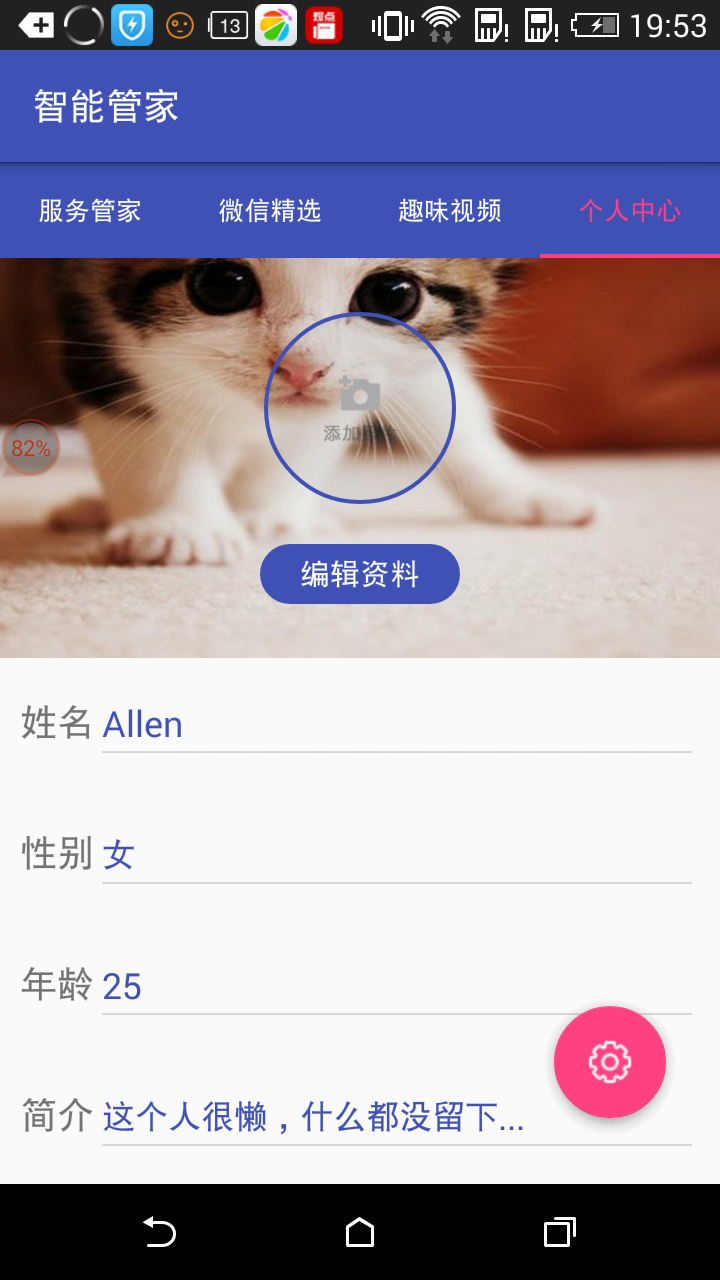 13
19:53
智能管家
服务管家
微信精选
趣味视频
个人中心
82%
添加
编辑资料
姓名 Allen
性别 女
年龄 25
简介 这个人很懒，什么都没留下...